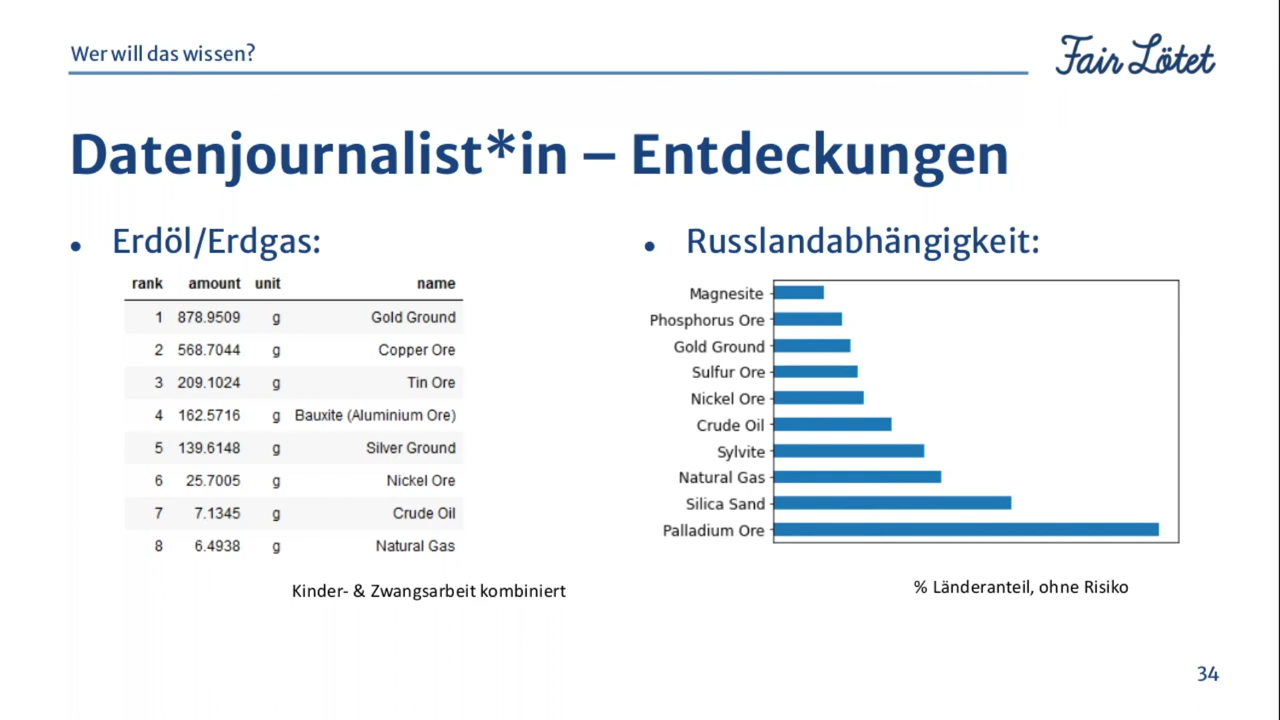 Wer will das wissen?
Fair Lötet
Datenjournalist*in – Entdeckungen
• Erdöl/Erdgas:
rank amount unit name
1 878.9509 g Gold Ground
2 568.7044 g Copper Ore
3 209.1024 g Tin Ore
4 162.5716 g Bauxite (Aluminium Ore)
5 139.6148 g Silver Ground
6 25.7005 g Nickel Ore
7 7.1345 g Crude Oil
8 6.4938 g Natural Gas
Kinder- & Zwangsarbeit kombiniert
• Russlandabhängigkeit:
Magnesite
Phosphorus Ore
Gold Ground
Sulfur Ore
Nickel Ore
Crude Oil
Sylvite
Natural Gas
Silica Sand
Palladium Ore
% Länderanteil, ohne Risiko
34